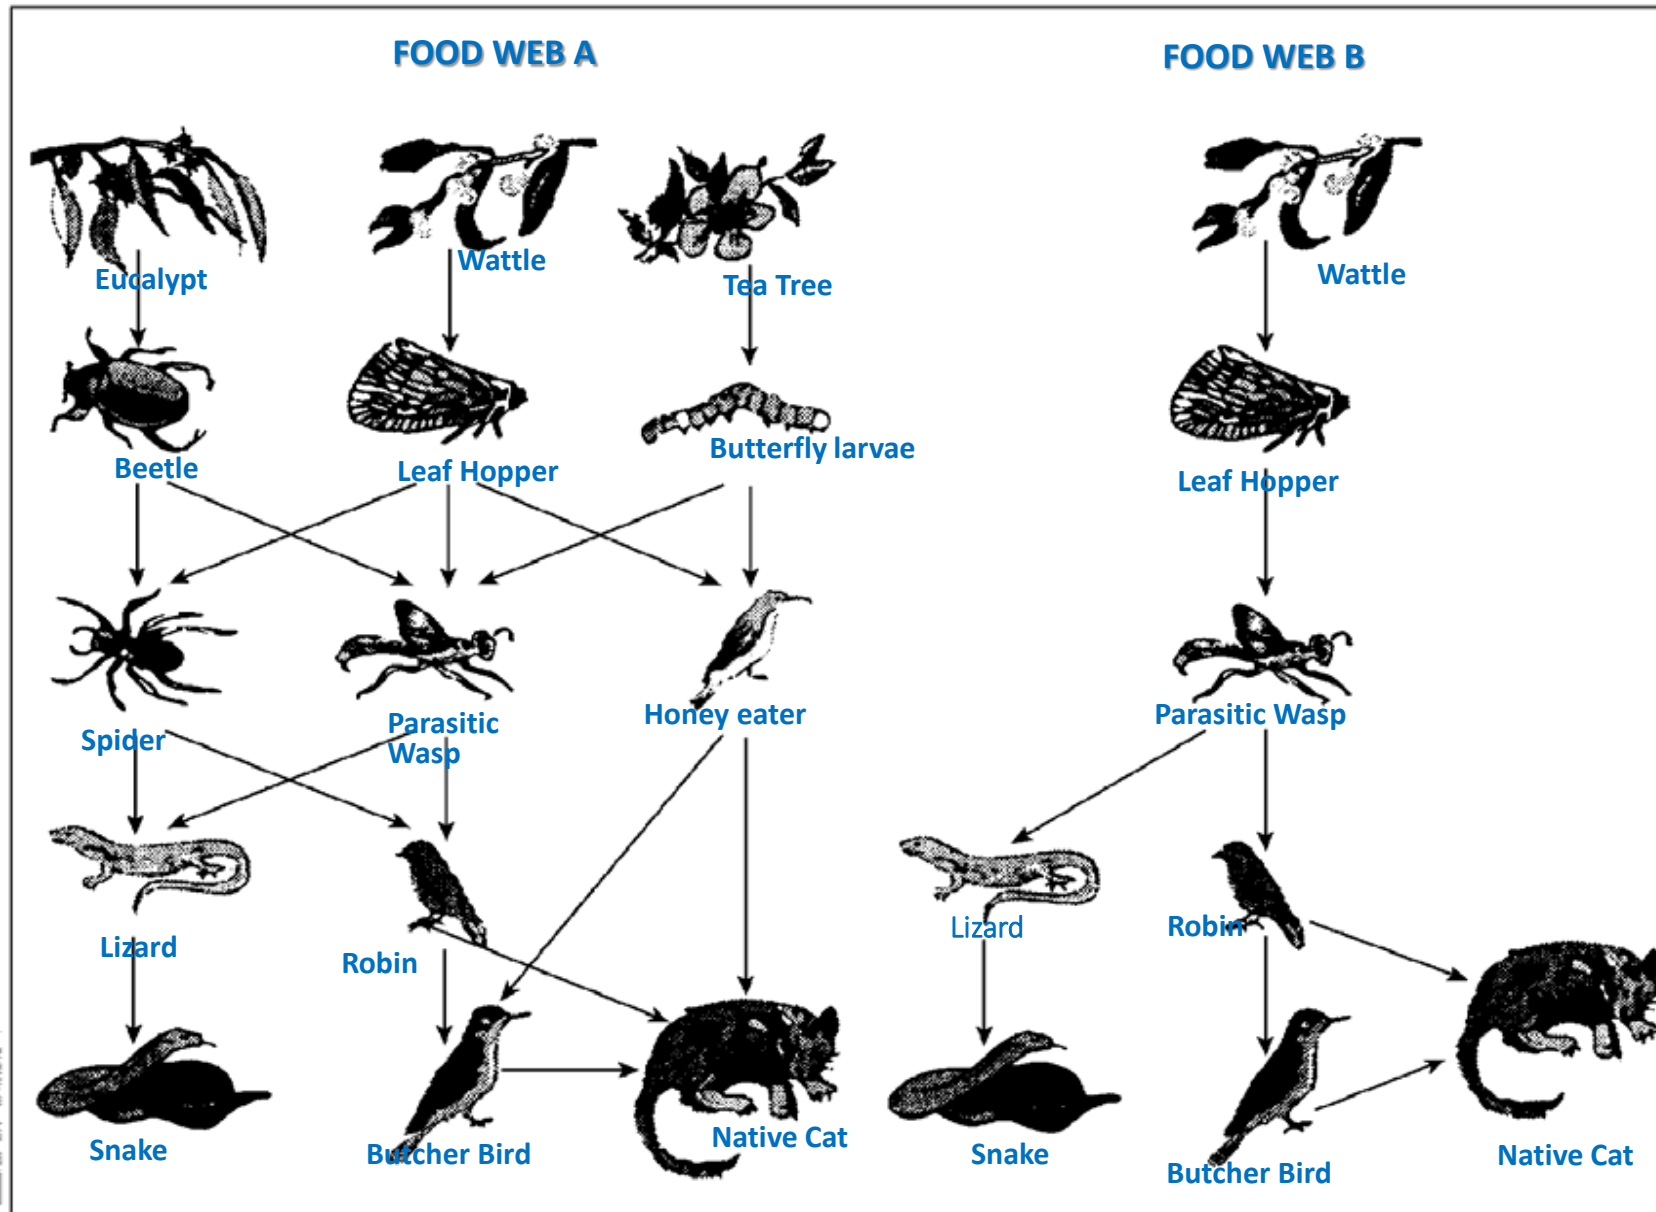 FOOD WEB A
FOOD WEB B
Eucalypt
Wattle
Tea Tree
Wattle
Beetle
Leaf Hopper
Butterfly larvae
Leaf Hopper
Spider
Parasitic
Wasp
Honey eater
Parasitic Wasp
Lizard
Robin
Lizard
Robin
Snake
Butcher Bird
Native Cat
Snake
Butcher Bird
Native Cat